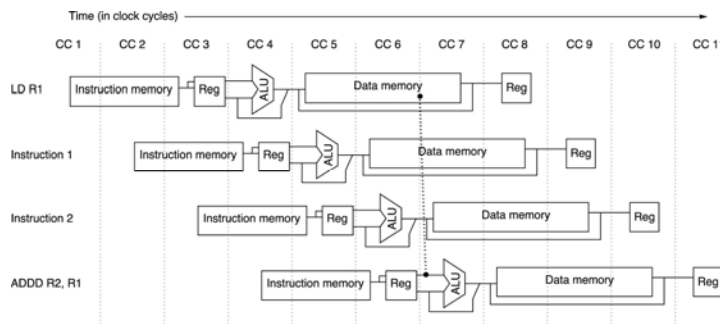 Time (in clock cycles)
CC 1 CC 2 CC 3 CC 4 CC 5 CC 6 CC 7 CC 8 CC 9 CC 10 CC 11
LD R1 Instruction memory Reg ALU Data memory Reg
Instruction 1 Instruction memory Reg ALU Data memory Reg
Instruction 2 Instruction memory Reg ALU Data memory Reg
ADDD R2, R1 Instruction memory Reg ALU Data memory Reg